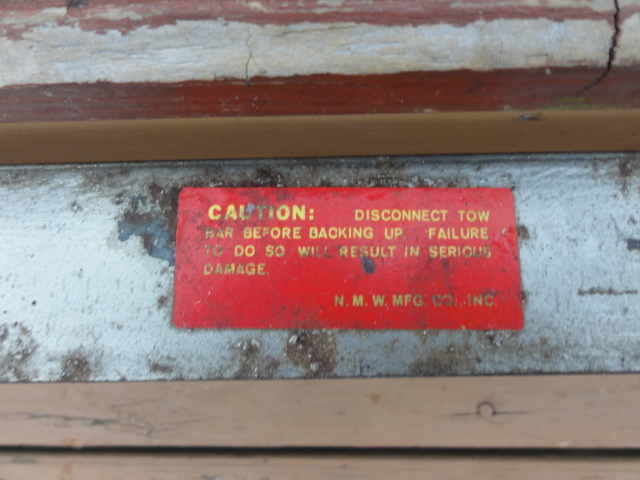 CAUTION: DISCONNECT TOW
BAR BEFORE BACKING UP. FAILURE
TO DO SO WILL RESULT IN SERIOUS
DAMAGE.
N. M. W. MFG. CO., INC.